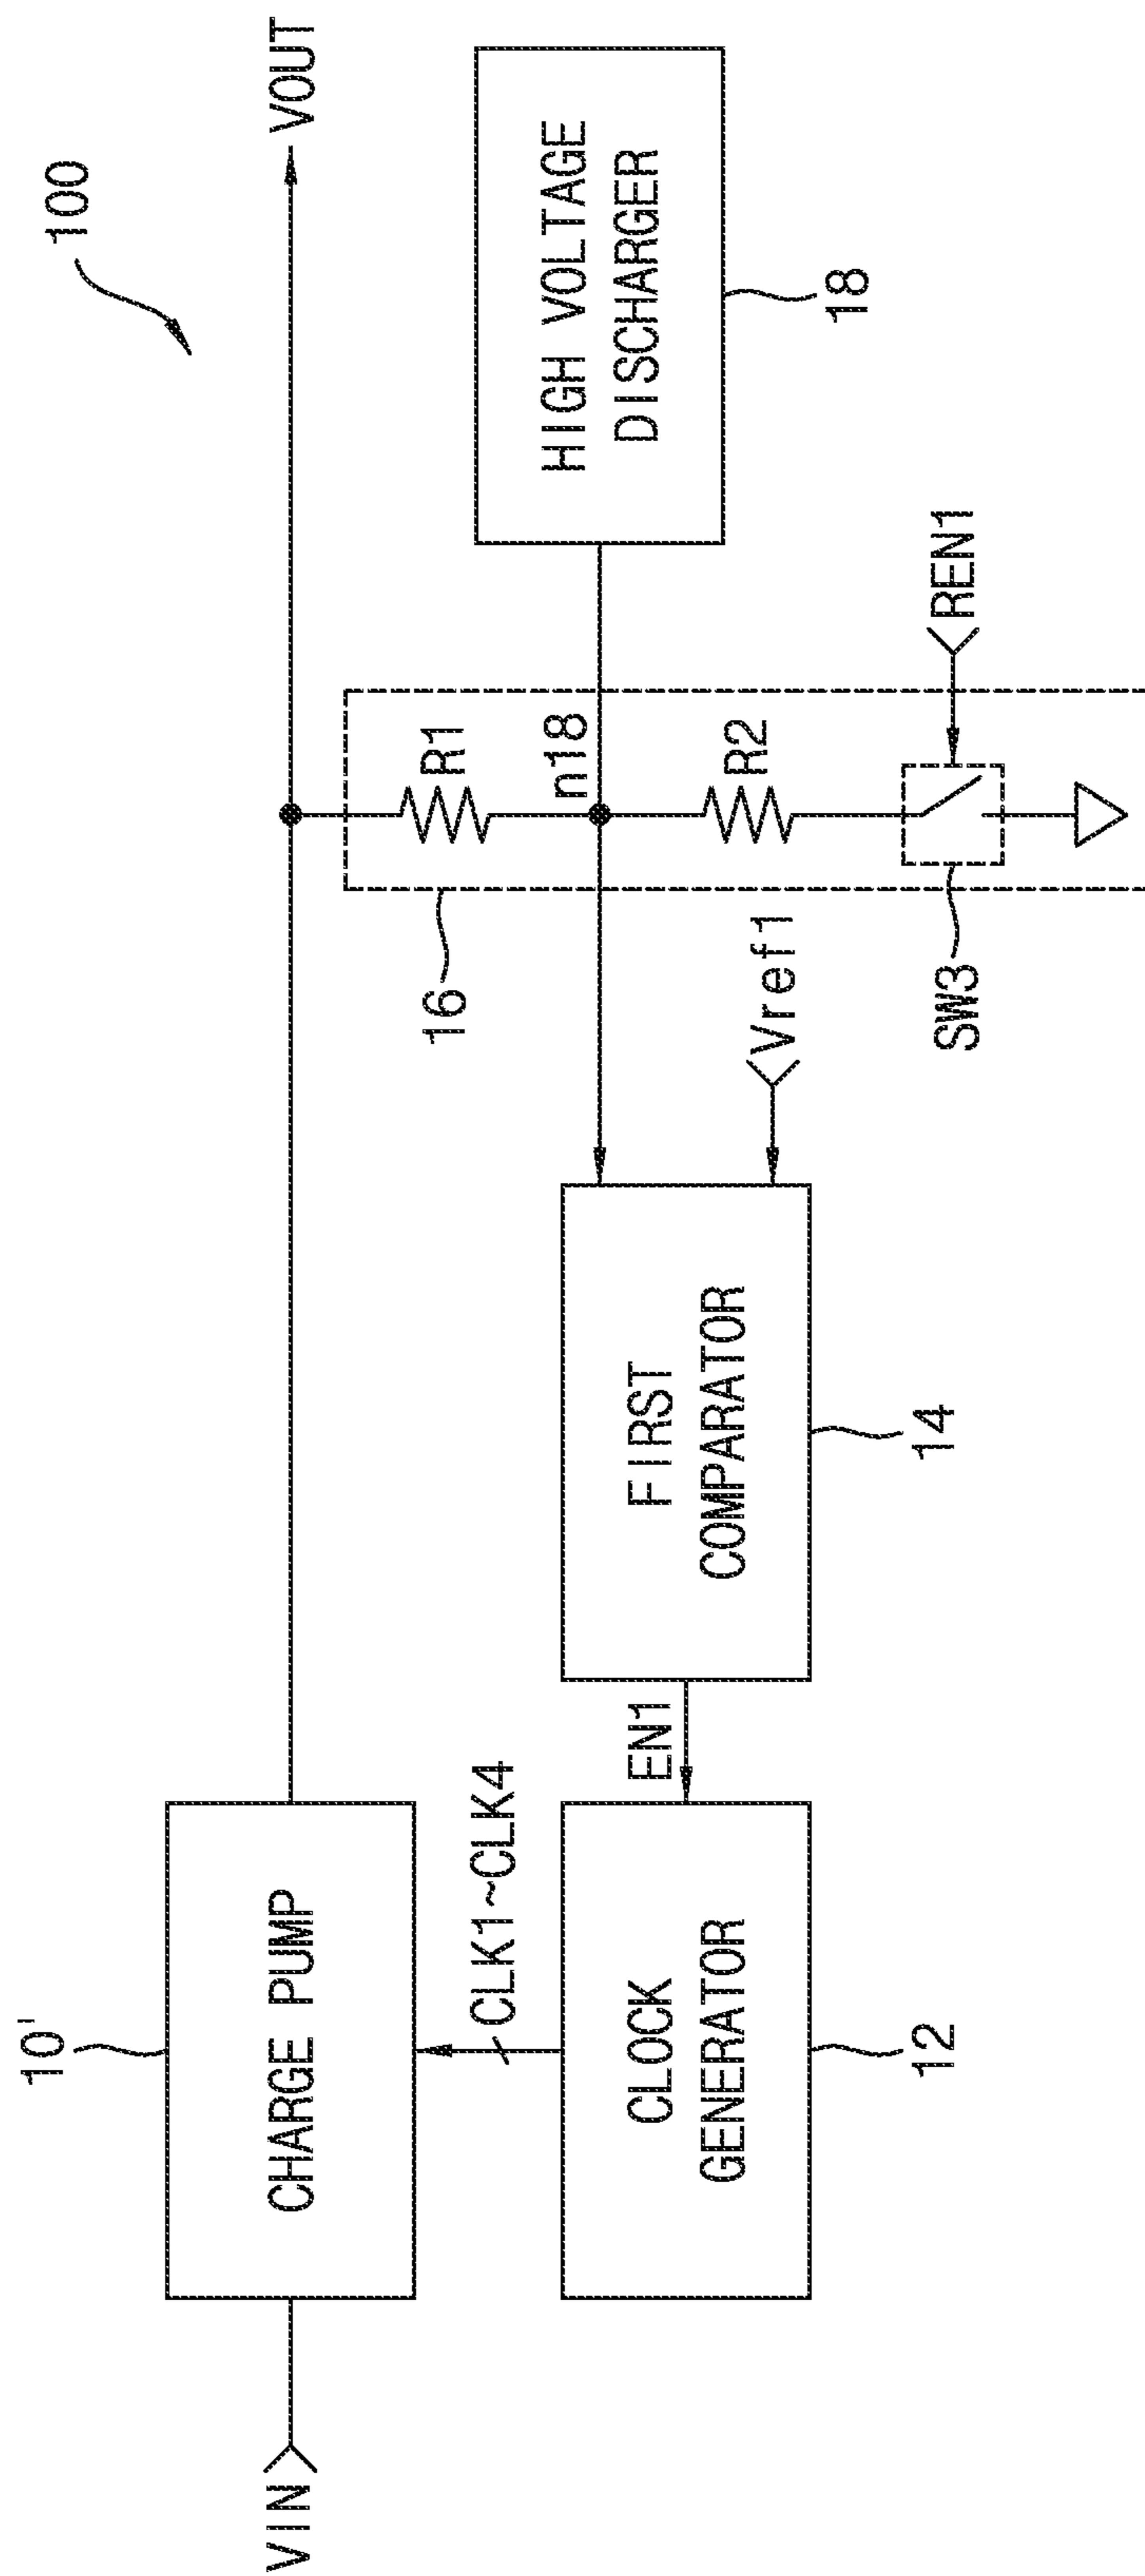 100
10'
VIN
CHARGE PUMP
VOUT
CLK1~CLK4
16
R1
n18
HIGH VOLTAGE
DISCHARGER
18
CLOCK
GENERATOR
12
EN1
FIRST
COMPARATOR
14
Vref1
R2
SW3
REN1